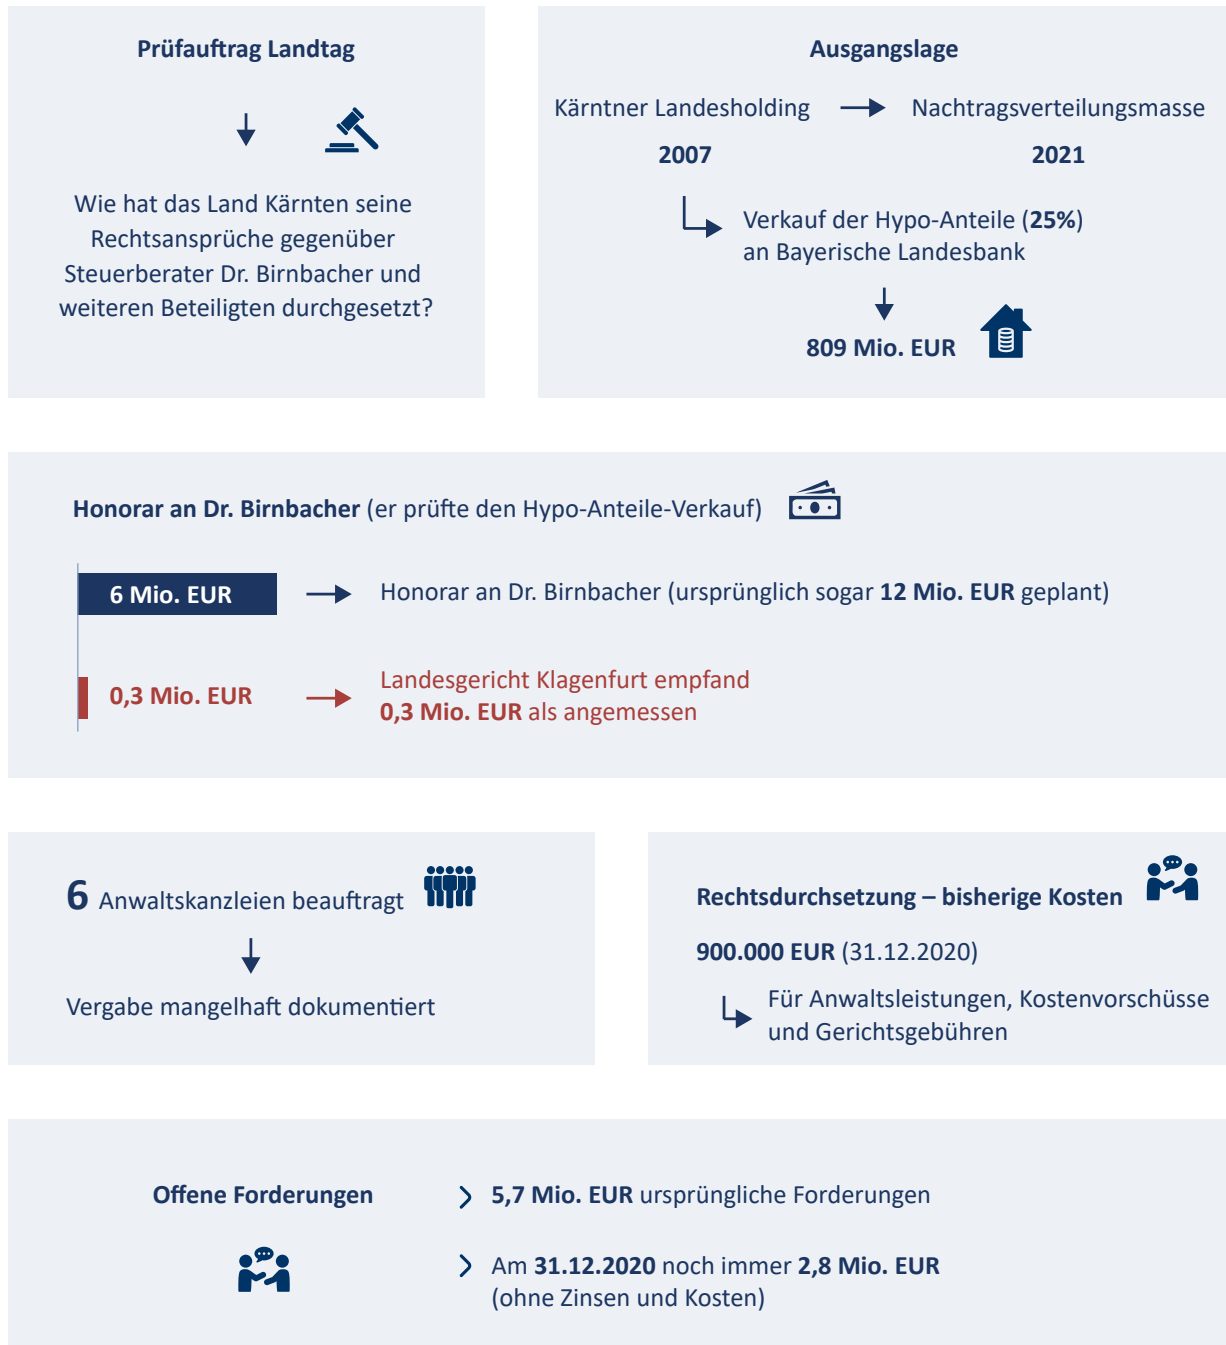 Prüfauftrag Landtag
Wie hat das Land Kärnten seine
Rechtsansprüche gegenüber
Steuerberater Dr. Birnbacher und
weiteren Beteiligten durchgesetzt?
Ausgangslage
Kärntner Landesholding Nachtragsverteilungsmasse
2007 2021
Verkauf der Hypo-Anteile (25%)
an Bayerische Landesbank
809 Mio. EUR
Honorar an Dr. Birnbacher (er prüfte den Hypo-Anteile-Verkauf)
6 Mio. EUR Honorar an Dr. Birnbacher (ursprünglich sogar 12 Mio. EUR geplant)
0,3 Mio. EUR Landesgericht Klagenfurt empfand
0,3 Mio. EUR als angemessen
6 Anwaltskanzleien beauftragt
Vergabe mangelhaft dokumentiert
Rechtsdurchsetzung – bisherige Kosten
900.000 EUR (31.12.2020)
Für Anwaltsleistungen, Kostenvorschüsse
und Gerichtsgebühren
Offene Forderungen
5,7 Mio. EUR ursprüngliche Forderungen
Am 31.12.2020 noch immer 2,8 Mio. EUR
(ohne Zinsen und Kosten)